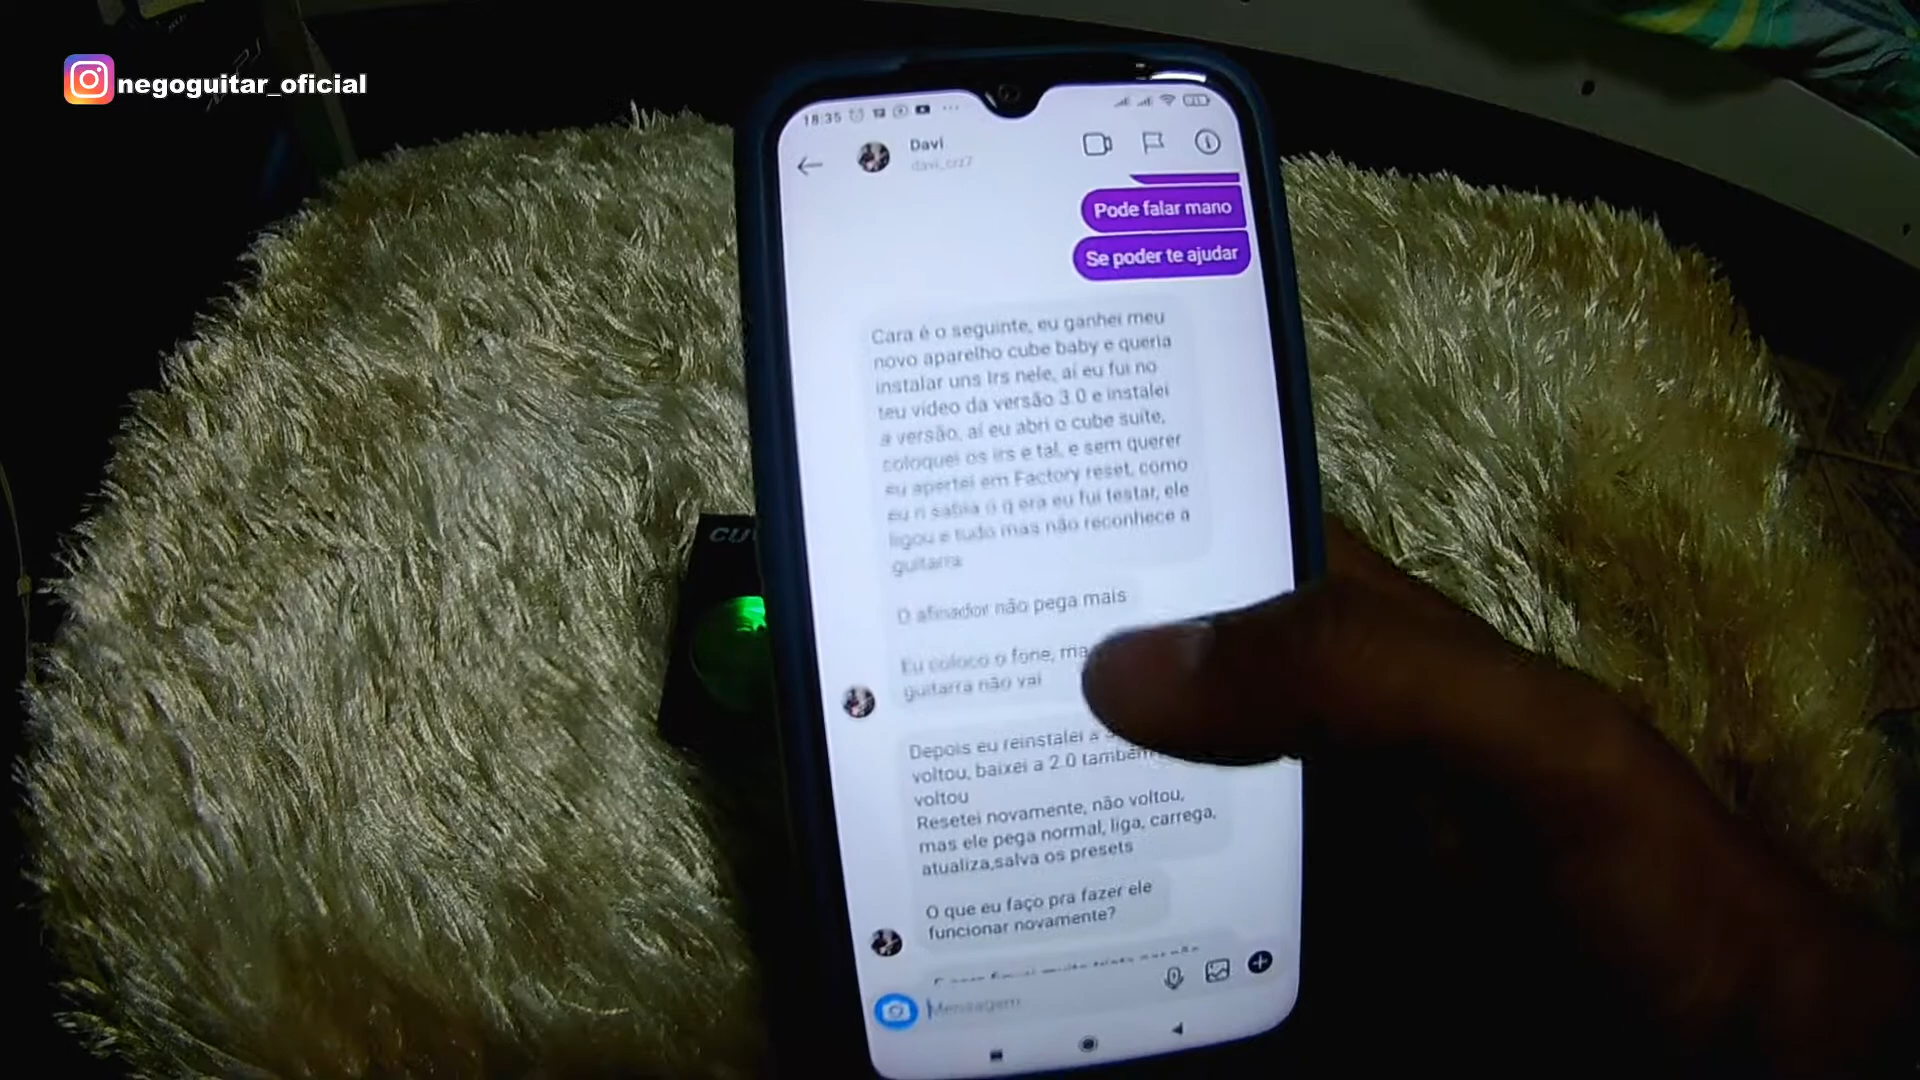 negoguitar_oficial
18:35
Davi
davi_crz7
Pode falar mano
Se poder te ajudar
Cara é o seguinte, eu ganhei meu
novo aparelho cube baby e queria
instalar uns Irs nele, aí eu fui no
teu vídeo da versão 3.0 e instalei
a versão, aí eu abri o cube suite,
coloquei os irs e tal, e sem querer
eu apertei em Factory reset, como
eu n sabia o q era eu fui testar, ele
ligou e tudo mas não reconhece a
guitarra
O afinador não pega mais
Eu coloco o fone, ma
guitarra não vai
Depois eu reinstalei a
voltou, baixei a 2.0 também
voltou
Resetei novamente, não voltou,
mas ele pega normal, liga, carrega,
atualiza,salva os presets
O que eu faço pra fazer ele
funcionar novamente?
Mensagem